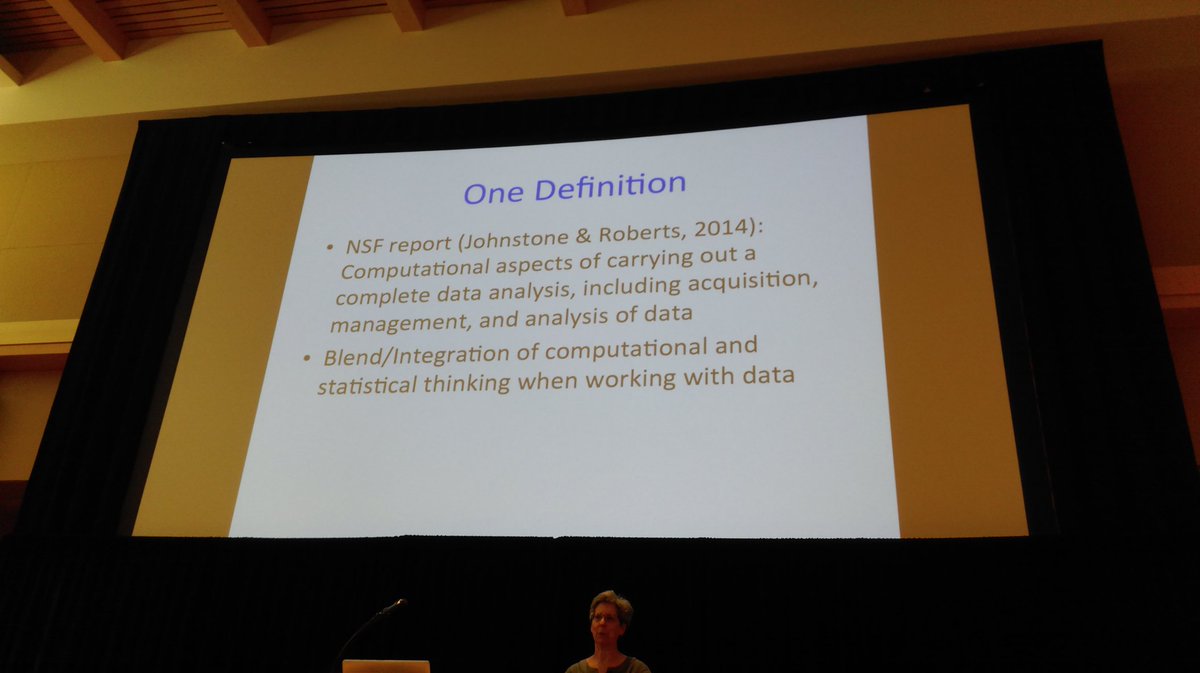 One Definition
• NSF report (Johnstone & Roberts, 2014):
Computational aspects of carrying out a
complete data analysis, including acquisition,
management, and analysis of data
• Blend/Integration of computational and
statistical thinking when working with data